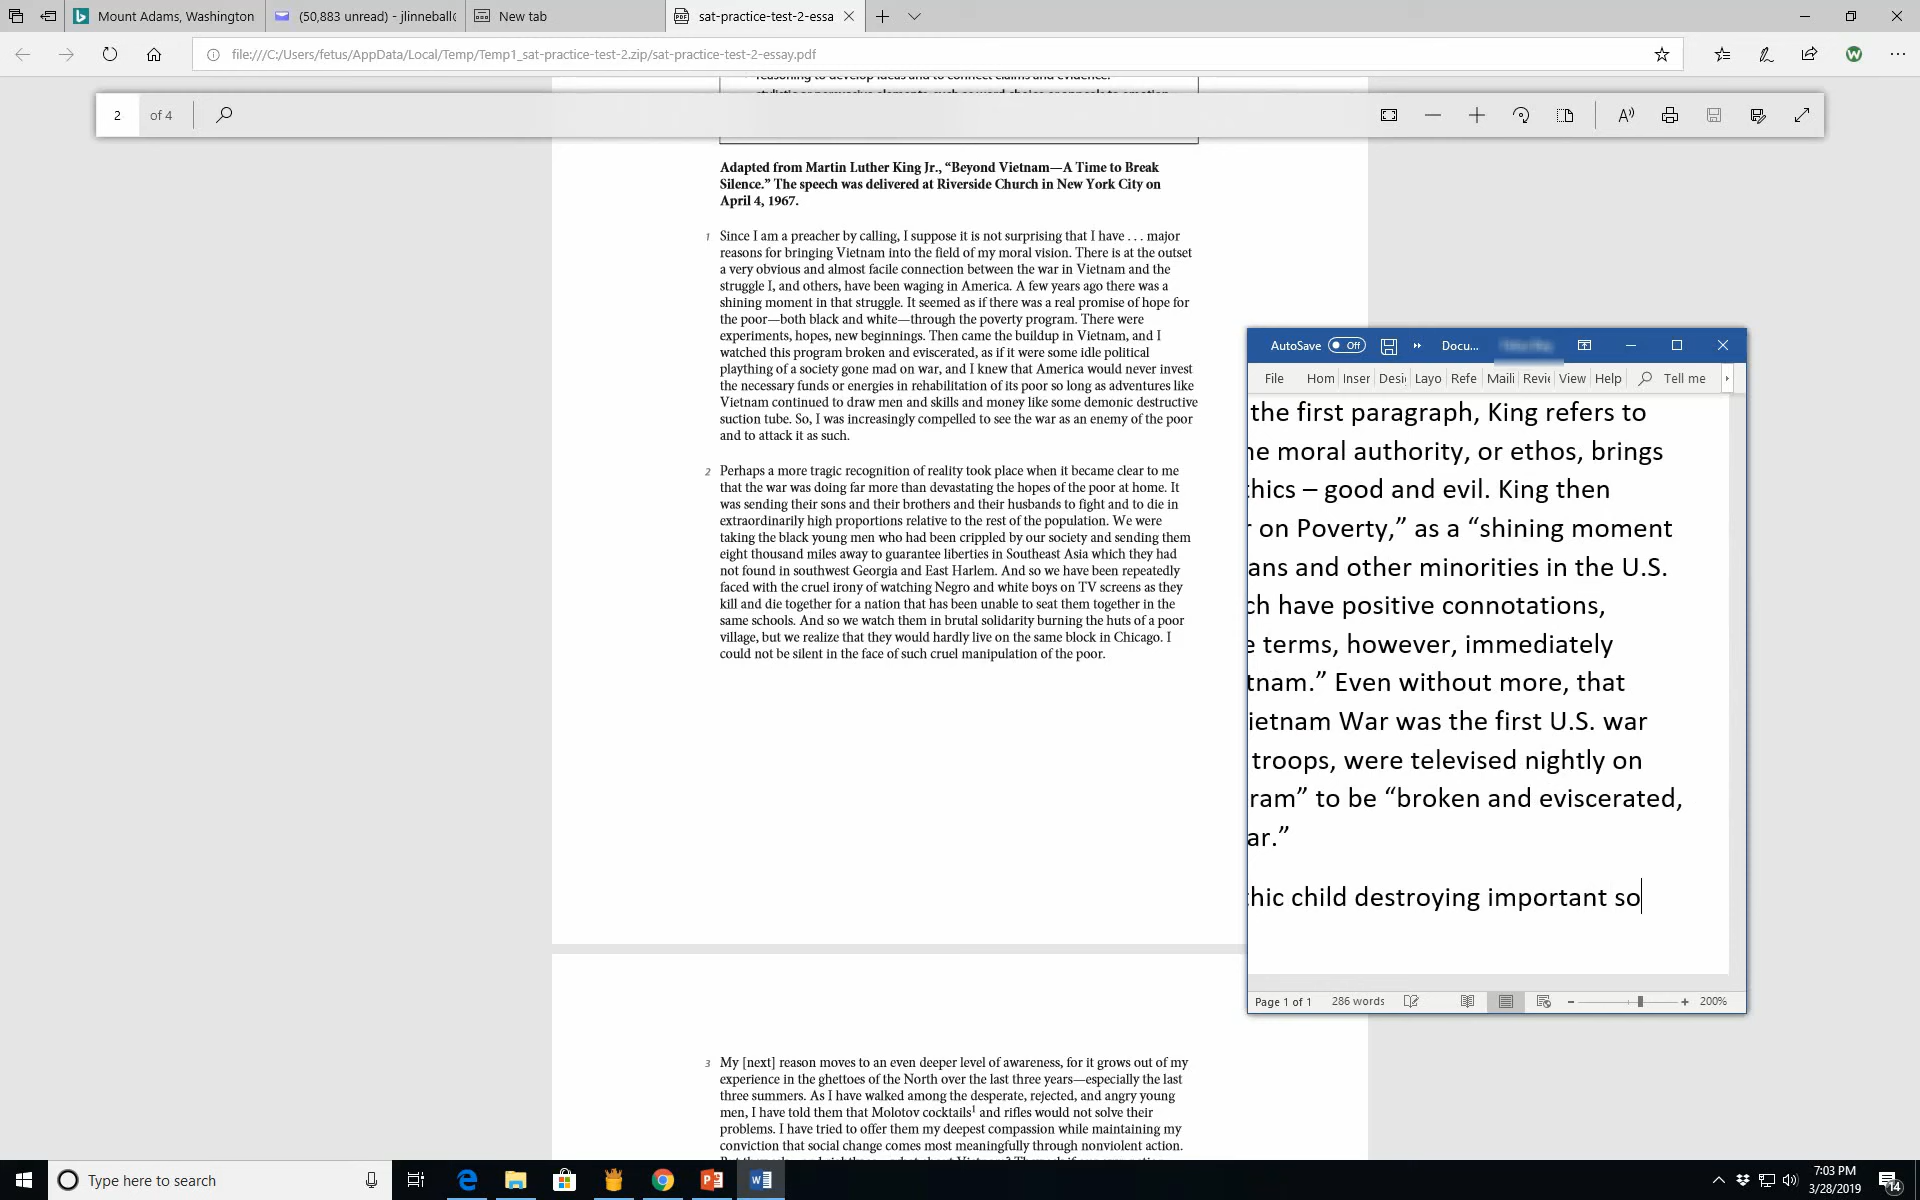 Mount Adams, Washington
(50,883 unread) - jlinneball
New tab
sat-practice-test-2-essa
file:///C:/Users/fetus/AppData/Local/Temp/Temp1_sat-practice-test-2.zip/sat-practice-test-2-essay.pdf
reasoning to develop ideas and to connect claims and evidence.
stylistic or persuasive elements, such as word choice or appeals to emotion,
2 of 4
Adapted from Martin Luther King Jr., “Beyond Vietnam—A Time to Break
Silence.” The speech was delivered at Riverside Church in New York City on
April 4, 1967.
1 Since I am a preacher by calling, I suppose it is not surprising that I have . . . major
reasons for bringing Vietnam into the field of my moral vision. There is at the outset
a very obvious and almost facile connection between the war in Vietnam and the
struggle I, and others, have been waging in America. A few years ago there was a
shining moment in that struggle. It seemed as if there was a real promise of hope for
the poor—both black and white—through the poverty program. There were
experiments, hopes, new beginnings. Then came the buildup in Vietnam, and I
watched this program broken and eviscerated, as if it were some idle political
plaything of a society gone mad on war, and I knew that America would never invest
the necessary funds or energies in rehabilitation of its poor so long as adventures like
Vietnam continued to draw men and skills and money like some demonic destructive
suction tube. So, I was increasingly compelled to see the war as an enemy of the poor
and to attack it as such.
2 Perhaps a more tragic recognition of reality took place when it became clear to me
that the war was doing far more than devastating the hopes of the poor at home. It
was sending their sons and their brothers and their husbands to fight and to die in
extraordinarily high proportions relative to the rest of the population. We were
taking the black young men who had been crippled by our society and sending them
eight thousand miles away to guarantee liberties in Southeast Asia which they had
not found in southwest Georgia and East Harlem. And so we have been repeatedly
faced with the cruel irony of watching Negro and white boys on TV screens as they
kill and die together for a nation that has been unable to seat them together in the
same schools. And so we watch them in brutal solidarity burning the huts of a poor
village, but we realize that they would hardly live on the same block in Chicago. I
could not be silent in the face of such cruel manipulation of the poor.
3 My [next] reason moves to an even deeper level of awareness, for it grows out of my
experience in the ghettoes of the North over the last three years—especially the last
three summers. As I have walked among the desperate, rejected, and angry young
men, I have told them that Molotov cocktails1 and rifles would not solve their
problems. I have tried to offer them my deepest compassion while maintaining my
conviction that social change comes most meaningfully through nonviolent action.
AutoSave Off Docu...
File Hom Inser Desi Layo Refe Maili Revie View Help Tell me
the first paragraph, King refers to
he moral authority, or ethos, brings
thics – good and evil. King then
r on Poverty,” as a “shining moment
ans and other minorities in the U.S.
ch have positive connotations,
e terms, however, immediately
tnam.” Even without more, that
ietnam War was the first U.S. war
troops, were televised nightly on
ram” to be “broken and eviscerated,
ar.”
thic child destroying important so
Page 1 of 1 286 words 200%
Type here to search
7:03 PM
3/28/2019
14